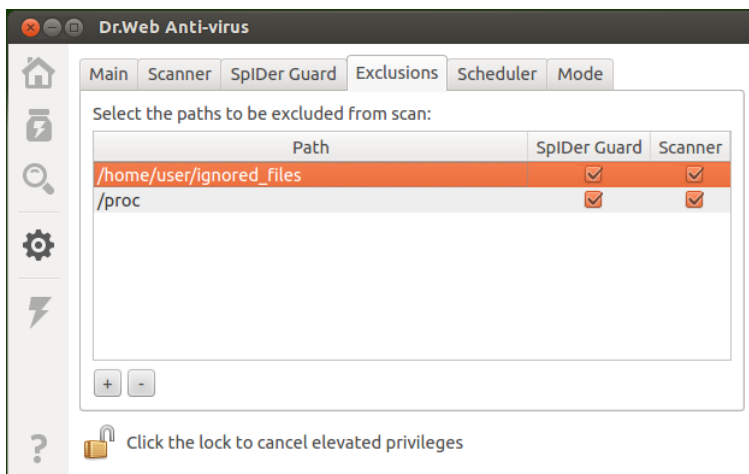 Dr.Web Anti-virus
Main Scanner SpIDer Guard Exclusions Scheduler Mode
Select the paths to be excluded from scan:
Path SpIDer Guard Scanner
/home/user/ignored_files
/proc
+ -
? Click the lock to cancel elevated privileges